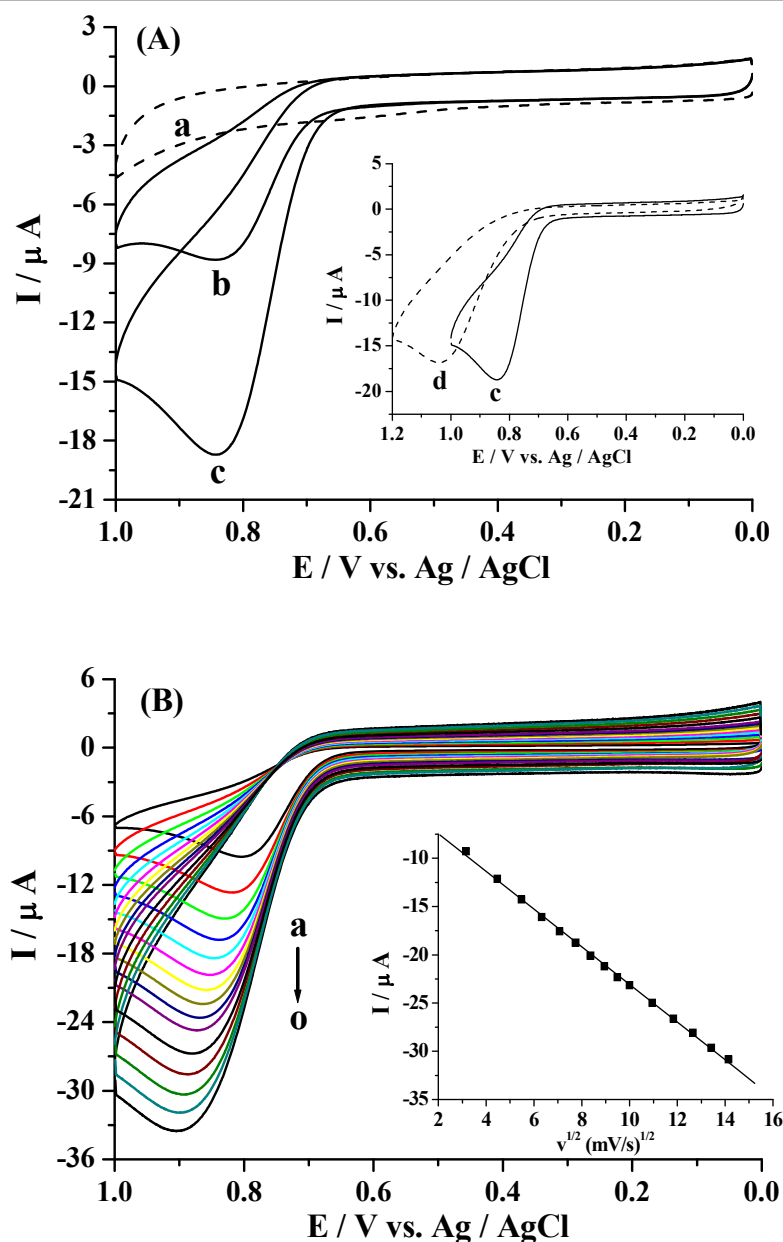 (A)
3
0
-3
-6
-9
-12
-15
-18
-21
I / μ A
a
b
c
1.0 0.8 0.6 0.4 0.2 0.0
E / V vs. Ag / AgCl
5
0
-5
-10
-15
-20
I / μ A
d c
1.2 1.0 0.8 0.6 0.4 0.2 0.0
E / V vs. Ag / AgCl
(B)
6
0
-6
-12
-18
-24
-30
-36
I / μ A
a
o
1.0 0.8 0.6 0.4 0.2 0.0
E / V vs. Ag / AgCl
-10
-15
-20
-25
-30
-35
I / μ A
2 4 6 8 10 12 14 16
v1/2 (mV/s)1/2